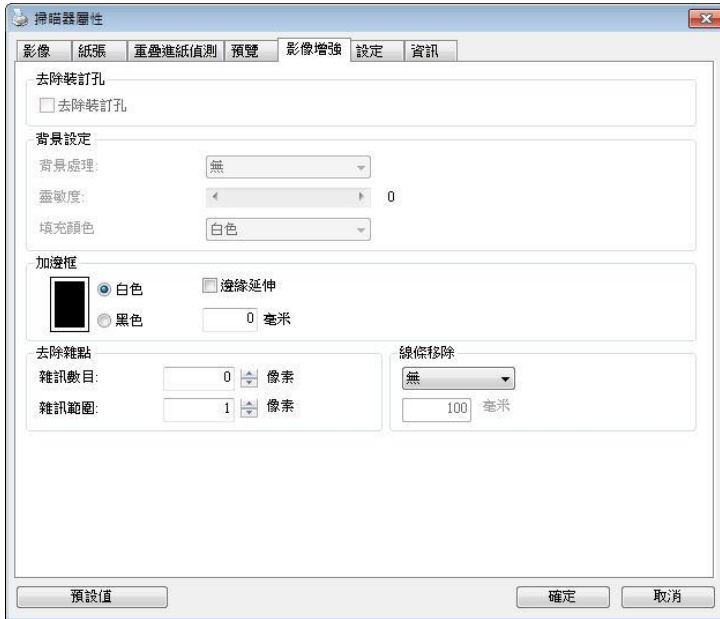 掃瞄器屬性
影像 紙張 重疊進紙偵測 預覽 影像增強 設定 資訊
去除裝訂孔
去除裝訂孔
背景設定
背景處理: 無
靈敏度: 0
填充顏色 白色
加邊框
白色 邊緣延伸
黑色 0 毫米
去除雜點 線條移除
雜訊數目: 0 像素 無
雜訊範圍: 1 像素 100 毫米
預設值 確定 取消